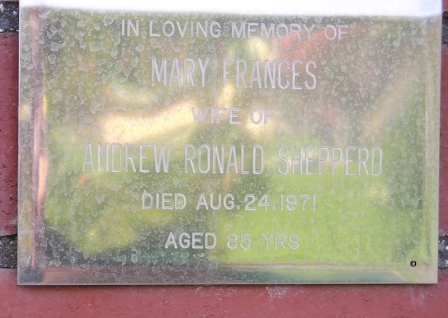 IN LOVING MEMORY OF
MARY FRANCES
WIFE OF
ANDREW RONALD SHEPPERD
DIED AUG. 24. 1971
AGED 85 YRS